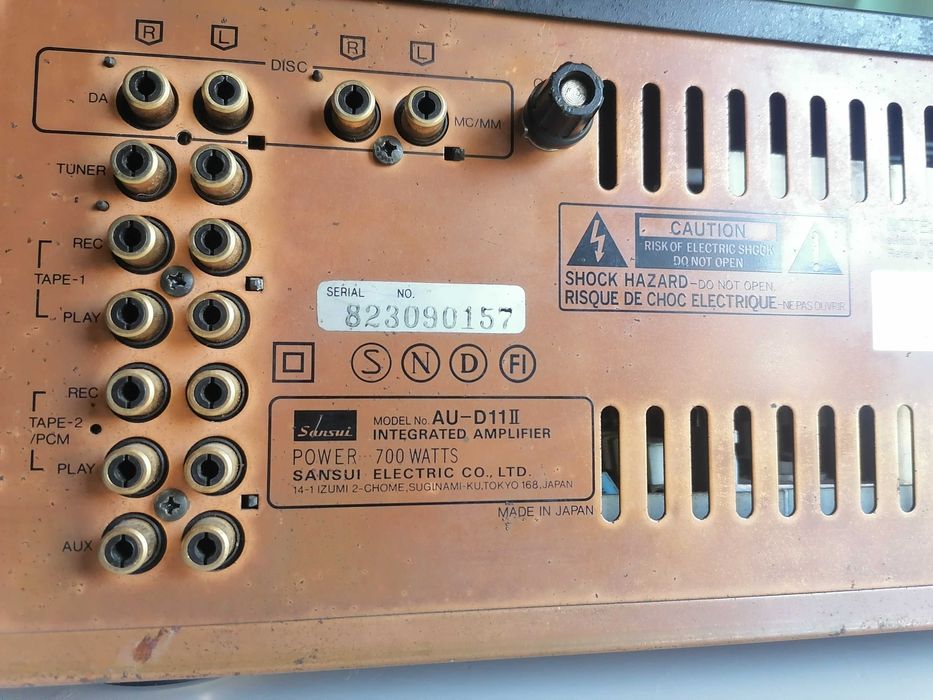 R L R L
DISC
DA
MC/MM
TUNER
REC
TAPE-1
PLAY
REC
TAPE-2
/PCM
PLAY
AUX
CAUTION
RISK OF ELECTRIC SHOCK
DO NOT OPEN
SHOCK HAZARD-DO NOT OPEN.
RISQUE DE CHOC ELECTRIQUE-NE PAS OUVRIR
SERIAL NO.
823090157
S N D FI
Sansui
MODEL No. AU-D11II
INTEGRATED AMPLIFIER
POWER···700 WATTS
SANSUI ELECTRIC CO., LTD.
14-1 IZUMI 2-CHOME, SUGINAMI-KU, TOKYO 168, JAPAN
MADE IN JAPAN